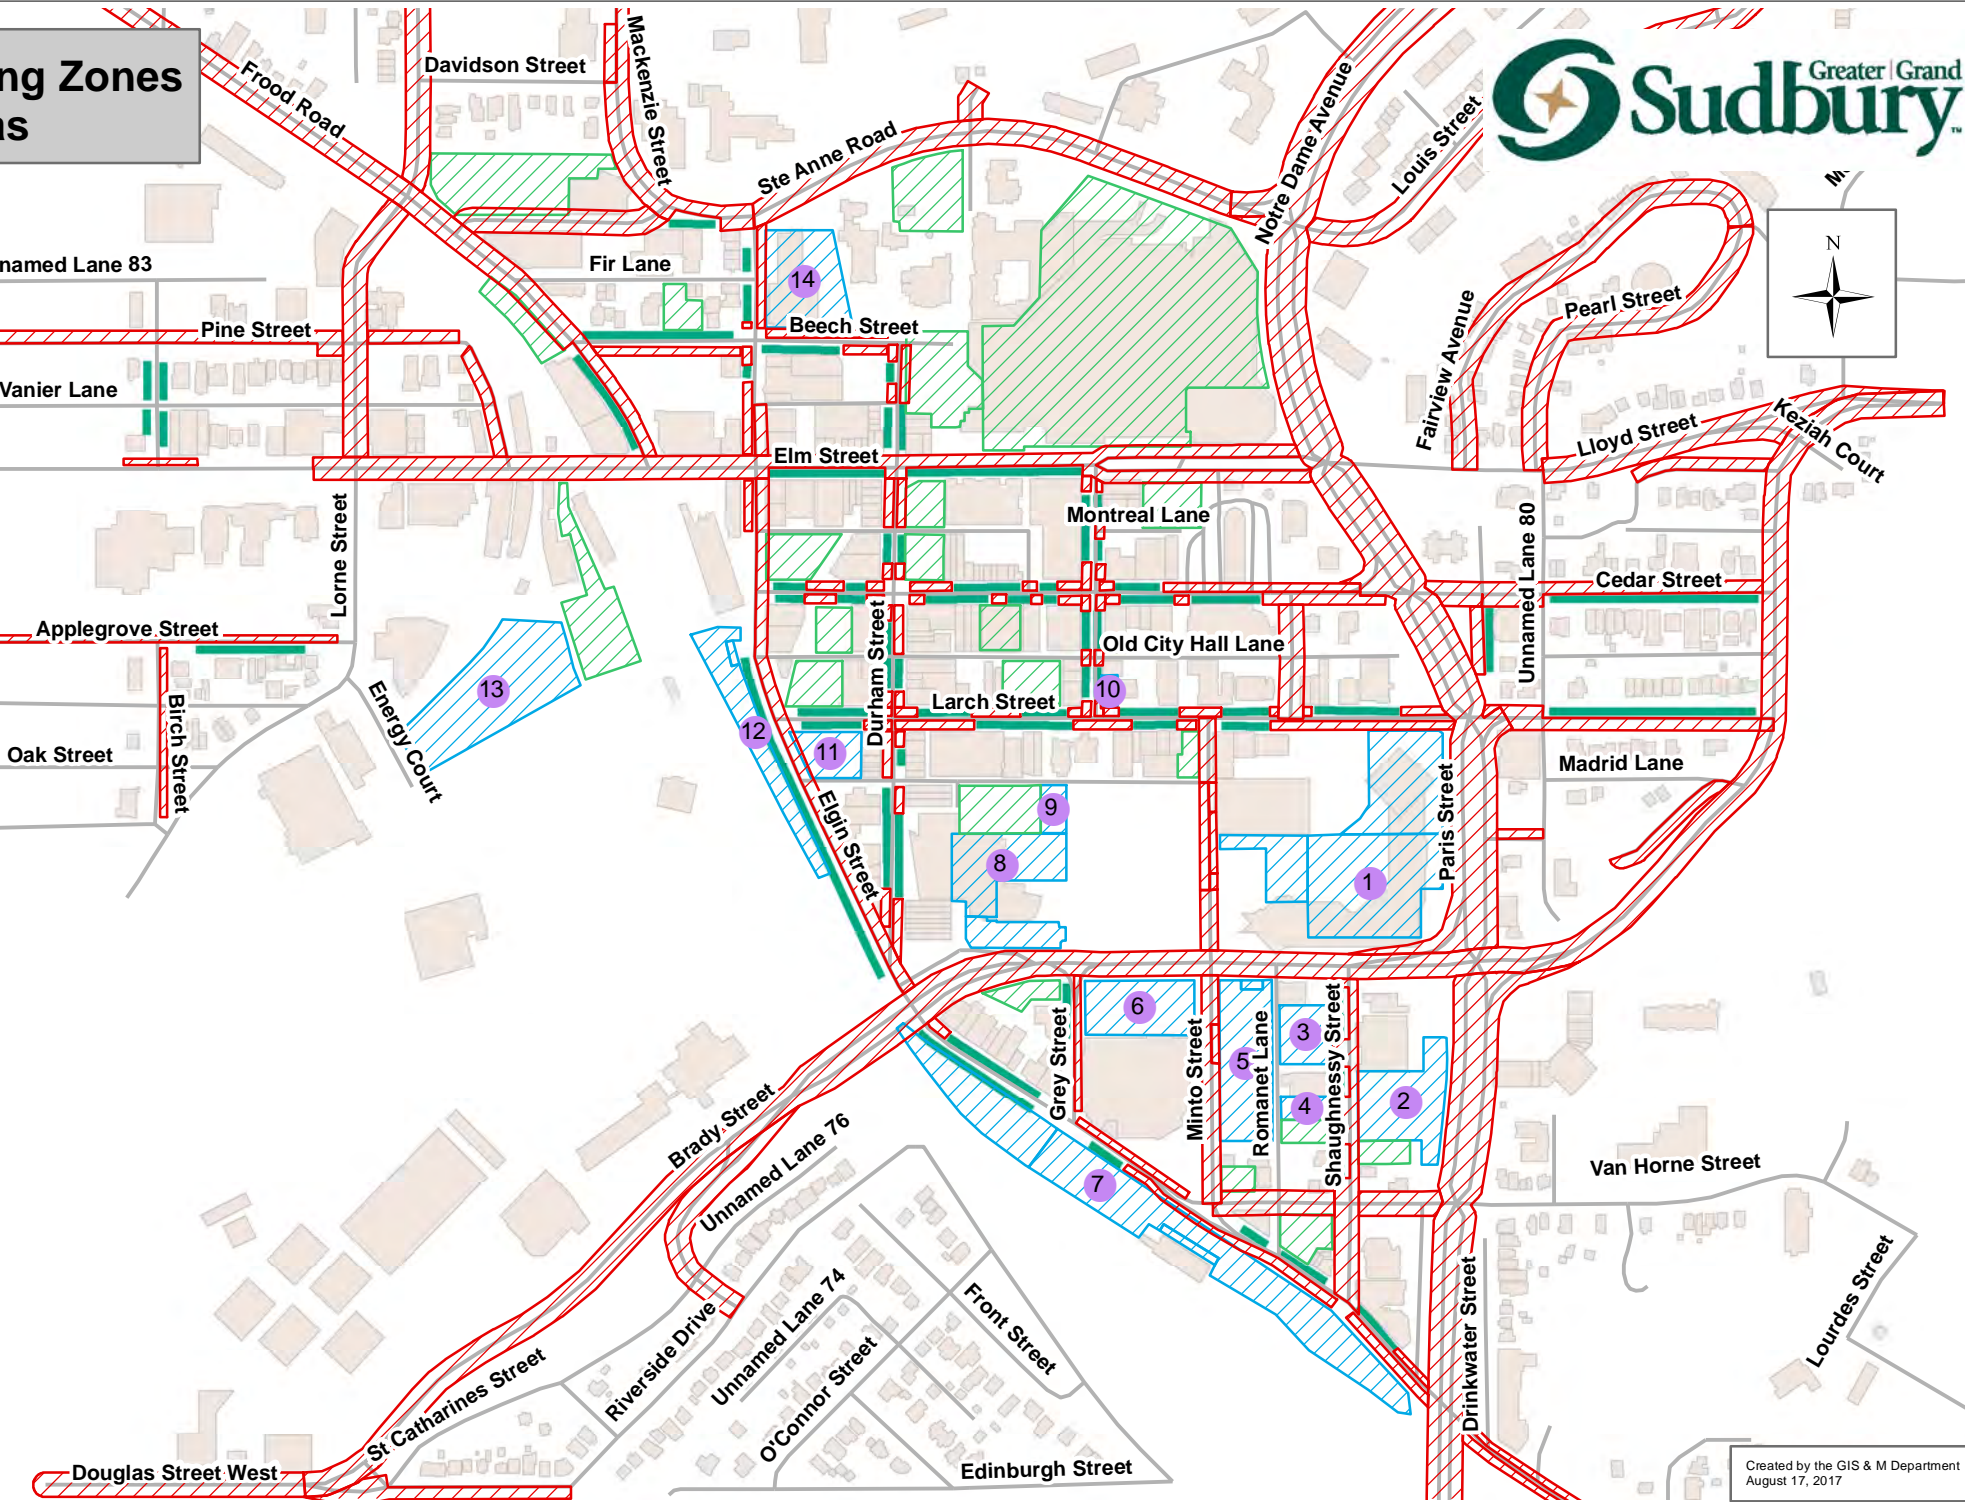 ng Zones
as
Greater | Grand
Sudbury™
Davidson Street
Mackenzie Street
Frood Road
Ste Anne Road
Notre Dame Avenue
Louis Street
N
named Lane 83
Fir Lane
14
Pine Street
Beech Street
Pearl Street
Fairview Avenue
Vanier Lane
Elm Street
Lloyd Street
Keziah Court
Lorne Street
Montreal Lane
Unnamed Lane 80
Cedar Street
Applegrove Street
Durham Street
Old City Hall Lane
13
10
Larch Street
Birch Street
Energy Court
12
11
Oak Street
Madrid Lane
Elgin Street
Paris Street
9
8
1
6
3
Grey Street
Minto Street
5
Romanet Lane
Shaughnessy Street
4
2
Brady Street
Unnamed Lane 76
7
Van Horne Street
Riverside Drive
Unnamed Lane 74
Front Street
O'Connor Street
Drinkwater Street
Lourdes Street
St Catharines Street
Douglas Street West
Edinburgh Street
Created by the GIS & M Department
August 17, 2017